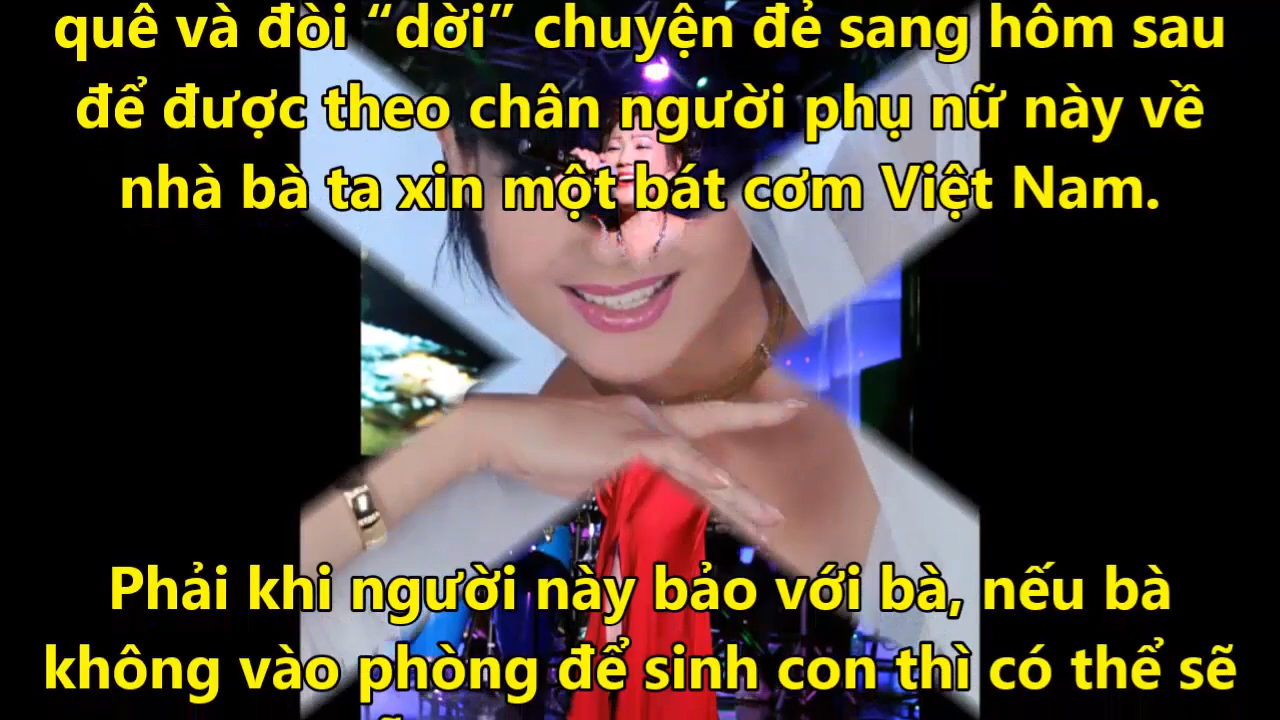 quê và đòi “dời” chuyện đẻ sang hôm sau
để được theo chân người phụ nữ này về
nhà bà ta xin một bát cơm Việt Nam.
Phải khi người này bảo với bà, nếu bà
không vào phòng để sinh con thì có thể sẽ